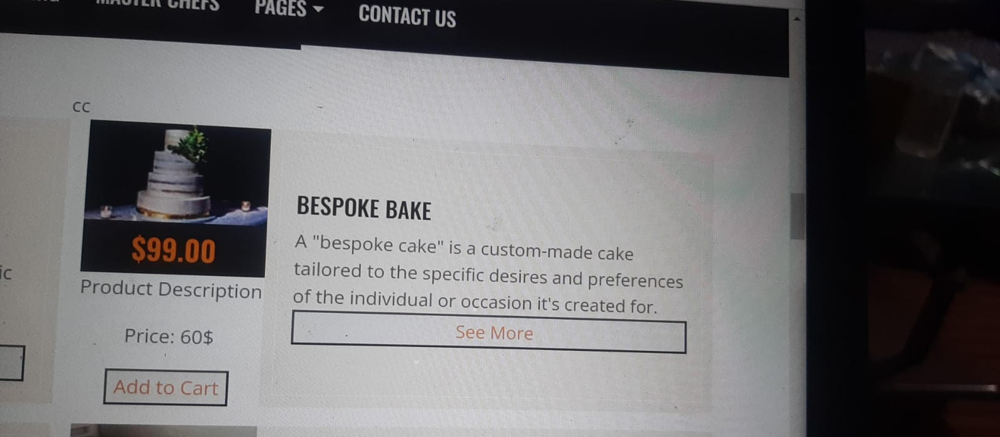 MASTER CHEFS
PAGES
CONTACT US
cc
$99.00
Product Description
Price: 60$
Add to Cart
BESPOKE BAKE
A "bespoke cake" is a custom-made cake
tailored to the specific desires and preferences
of the individual or occasion it's created for.
See More
ic